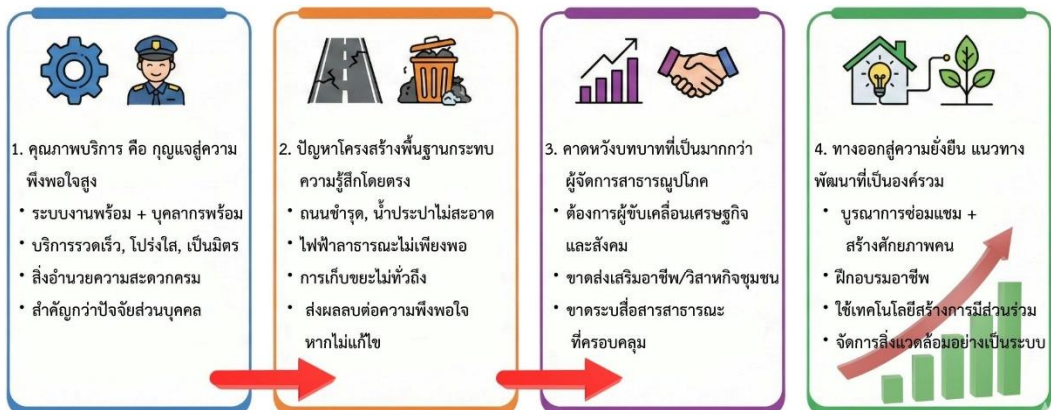 1. คุณภาพบริการ คือ กุญแจสู่ความ
พึงพอใจสูง
• ระบบงานพร้อม + บุคลากรพร้อม
• บริการรวดเร็ว, โปร่งใส, เป็นมิตร
• สิ่งอำนวยความสะดวกครบ
• สำคัญกว่าปัจจัยส่วนบุคคล
2. ปัญหาโครงสร้างพื้นฐานกระทบ
ความรู้สึกโดยตรง
• ถนนชำรุด, น้ำประปาไม่สะอาด
• ไฟฟ้าสาธารณะไม่เพียงพอ
• การเก็บขยะไม่ทั่วถึง
• ส่งผลลบต่อความพึงพอใจ
หากไม่แก้ไข
3. คาดหวังบทบาทที่เป็นมากกว่า
ผู้จัดการสาธารณูปโภค
• ต้องการผู้ขับเคลื่อนเศรษฐกิจ
และสังคม
• ขาดส่งเสริมอาชีพ/วิสาหกิจชุมชน
• ขาดระบบสื่อสารสาธารณะ
ที่ครอบคลุม
4. ทางออกสู่ความยั่งยืน แนวทาง
พัฒนาที่เป็นองค์รวม
• บูรณาการซ่อมแซม +
สร้างศักยภาพคน
• ฝึกอบรมอาชีพ
• ใช้เทคโนโลยีสร้างการมีส่วนร่วม
• จัดการสิ่งแวดล้อมอย่างเป็นระบบ